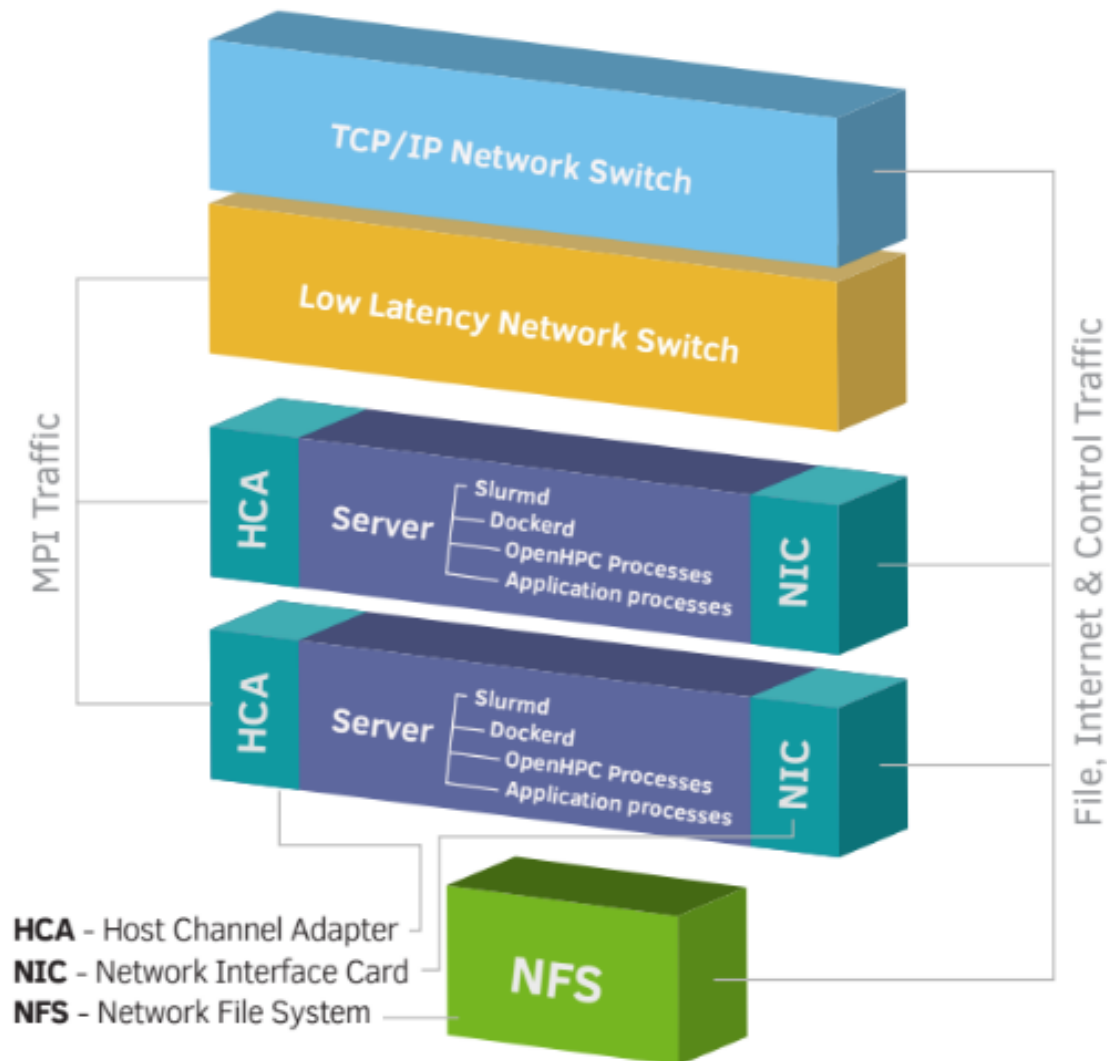 TCP/IP Network Switch
Low Latency Network Switch
MPI Traffic
File, Internet & Control Traffic
HCA
Server
Slurmd
Dockerd
OpenHPC Processes
Application processes
NIC
HCA
Server
Slurmd
Dockerd
OpenHPC Processes
Application processes
NIC
HCA - Host Channel Adapter
NIC - Network Interface Card
NFS - Network File System
NFS